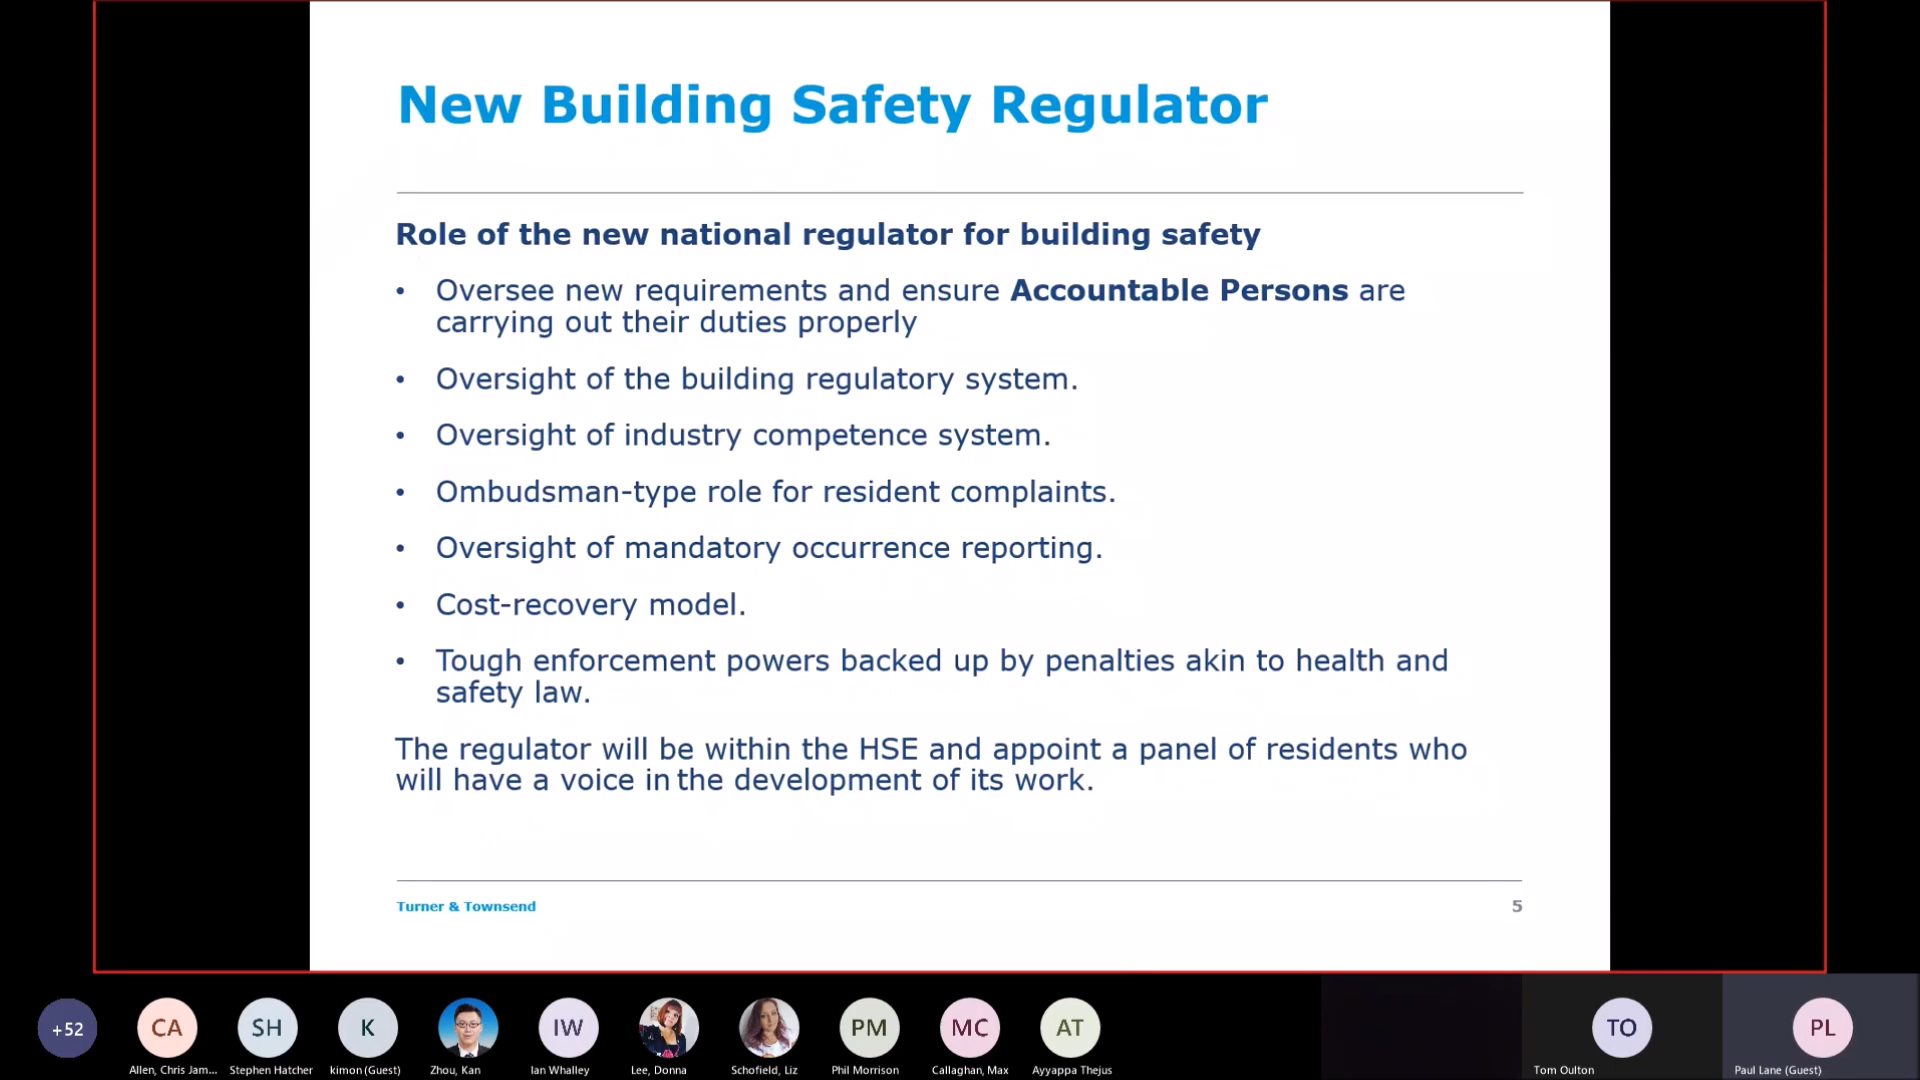 New Building Safety Regulator
Role of the new national regulator for building safety
• Oversee new requirements and ensure Accountable Persons are
carrying out their duties properly
• Oversight of the building regulatory system.
• Oversight of industry competence system.
• Ombudsman-type role for resident complaints.
• Oversight of mandatory occurrence reporting.
• Cost-recovery model.
• Tough enforcement powers backed up by penalties akin to health and
safety law.
The regulator will be within the HSE and appoint a panel of residents who
will have a voice in the development of its work.
Turner & Townsend
5
+52
CA
SH
K
IW
PM
MC
AT
TO
PL
Allen, Chris Jam...
Stephen Hatcher
kimon (Guest)
Zhou, Kan
Ian Whalley
Lee, Donna
Schofield, Liz
Phil Morrison
Callaghan, Max
Ayyappa Thejus
Tom Oulton
Paul Lane (Guest)